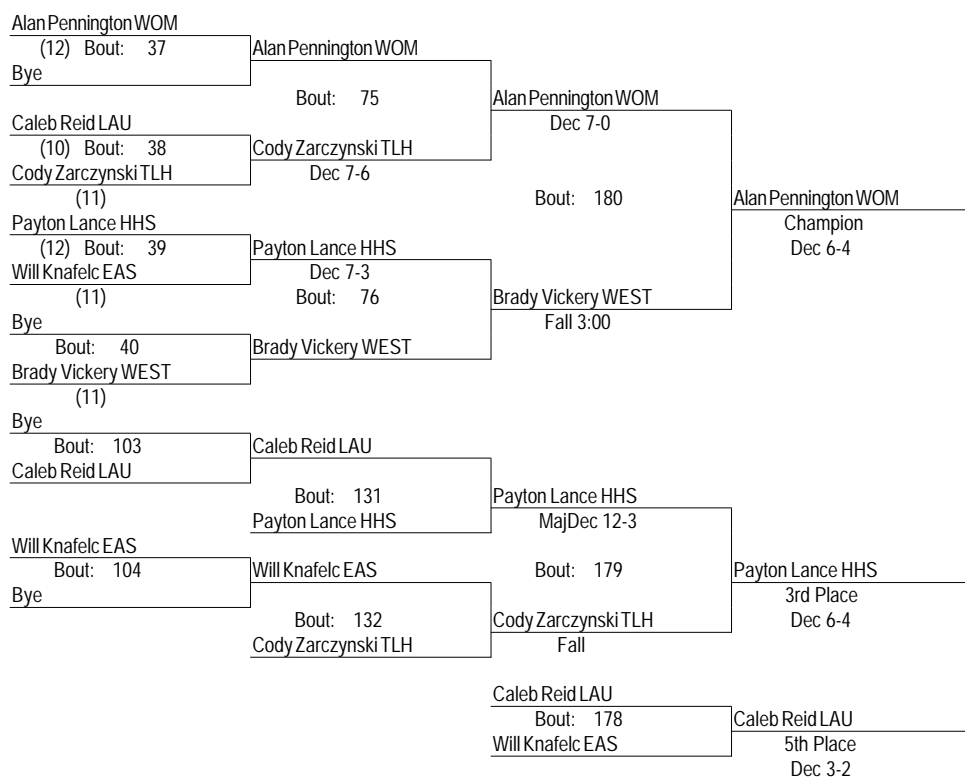 Alan Pennington WOM
(12) Bout: 37
Bye
Alan Pennington WOM
Bout: 75
Caleb Reid LAU
(10) Bout: 38
Cody Zarczynski TLH
(11)
Cody Zarczynski TLH
Dec 7-6
Alan Pennington WOM
Dec 7-0
Bout: 180
Payton Lance HHS
(12) Bout: 39
Will Knafelc EAS
(11)
Payton Lance HHS
Dec 7-3
Bout: 76
Bye
Bout: 40
Brady Vickery WEST
(11)
Brady Vickery WEST
Brady Vickery WEST
Fall 3:00
Alan Pennington WOM
Champion
Dec 6-4
Bye
Bout: 103
Caleb Reid LAU
Caleb Reid LAU
Bout: 131
Payton Lance HHS
Payton Lance HHS
MajDec 12-3
Bout: 179
Will Knafelc EAS
Bout: 104
Bye
Will Knafelc EAS
Bout: 132
Cody Zarczynski TLH
Cody Zarczynski TLH
Fall
Payton Lance HHS
3rd Place
Dec 6-4
Caleb Reid LAU
Bout: 178
Will Knafelc EAS
Caleb Reid LAU
5th Place
Dec 3-2